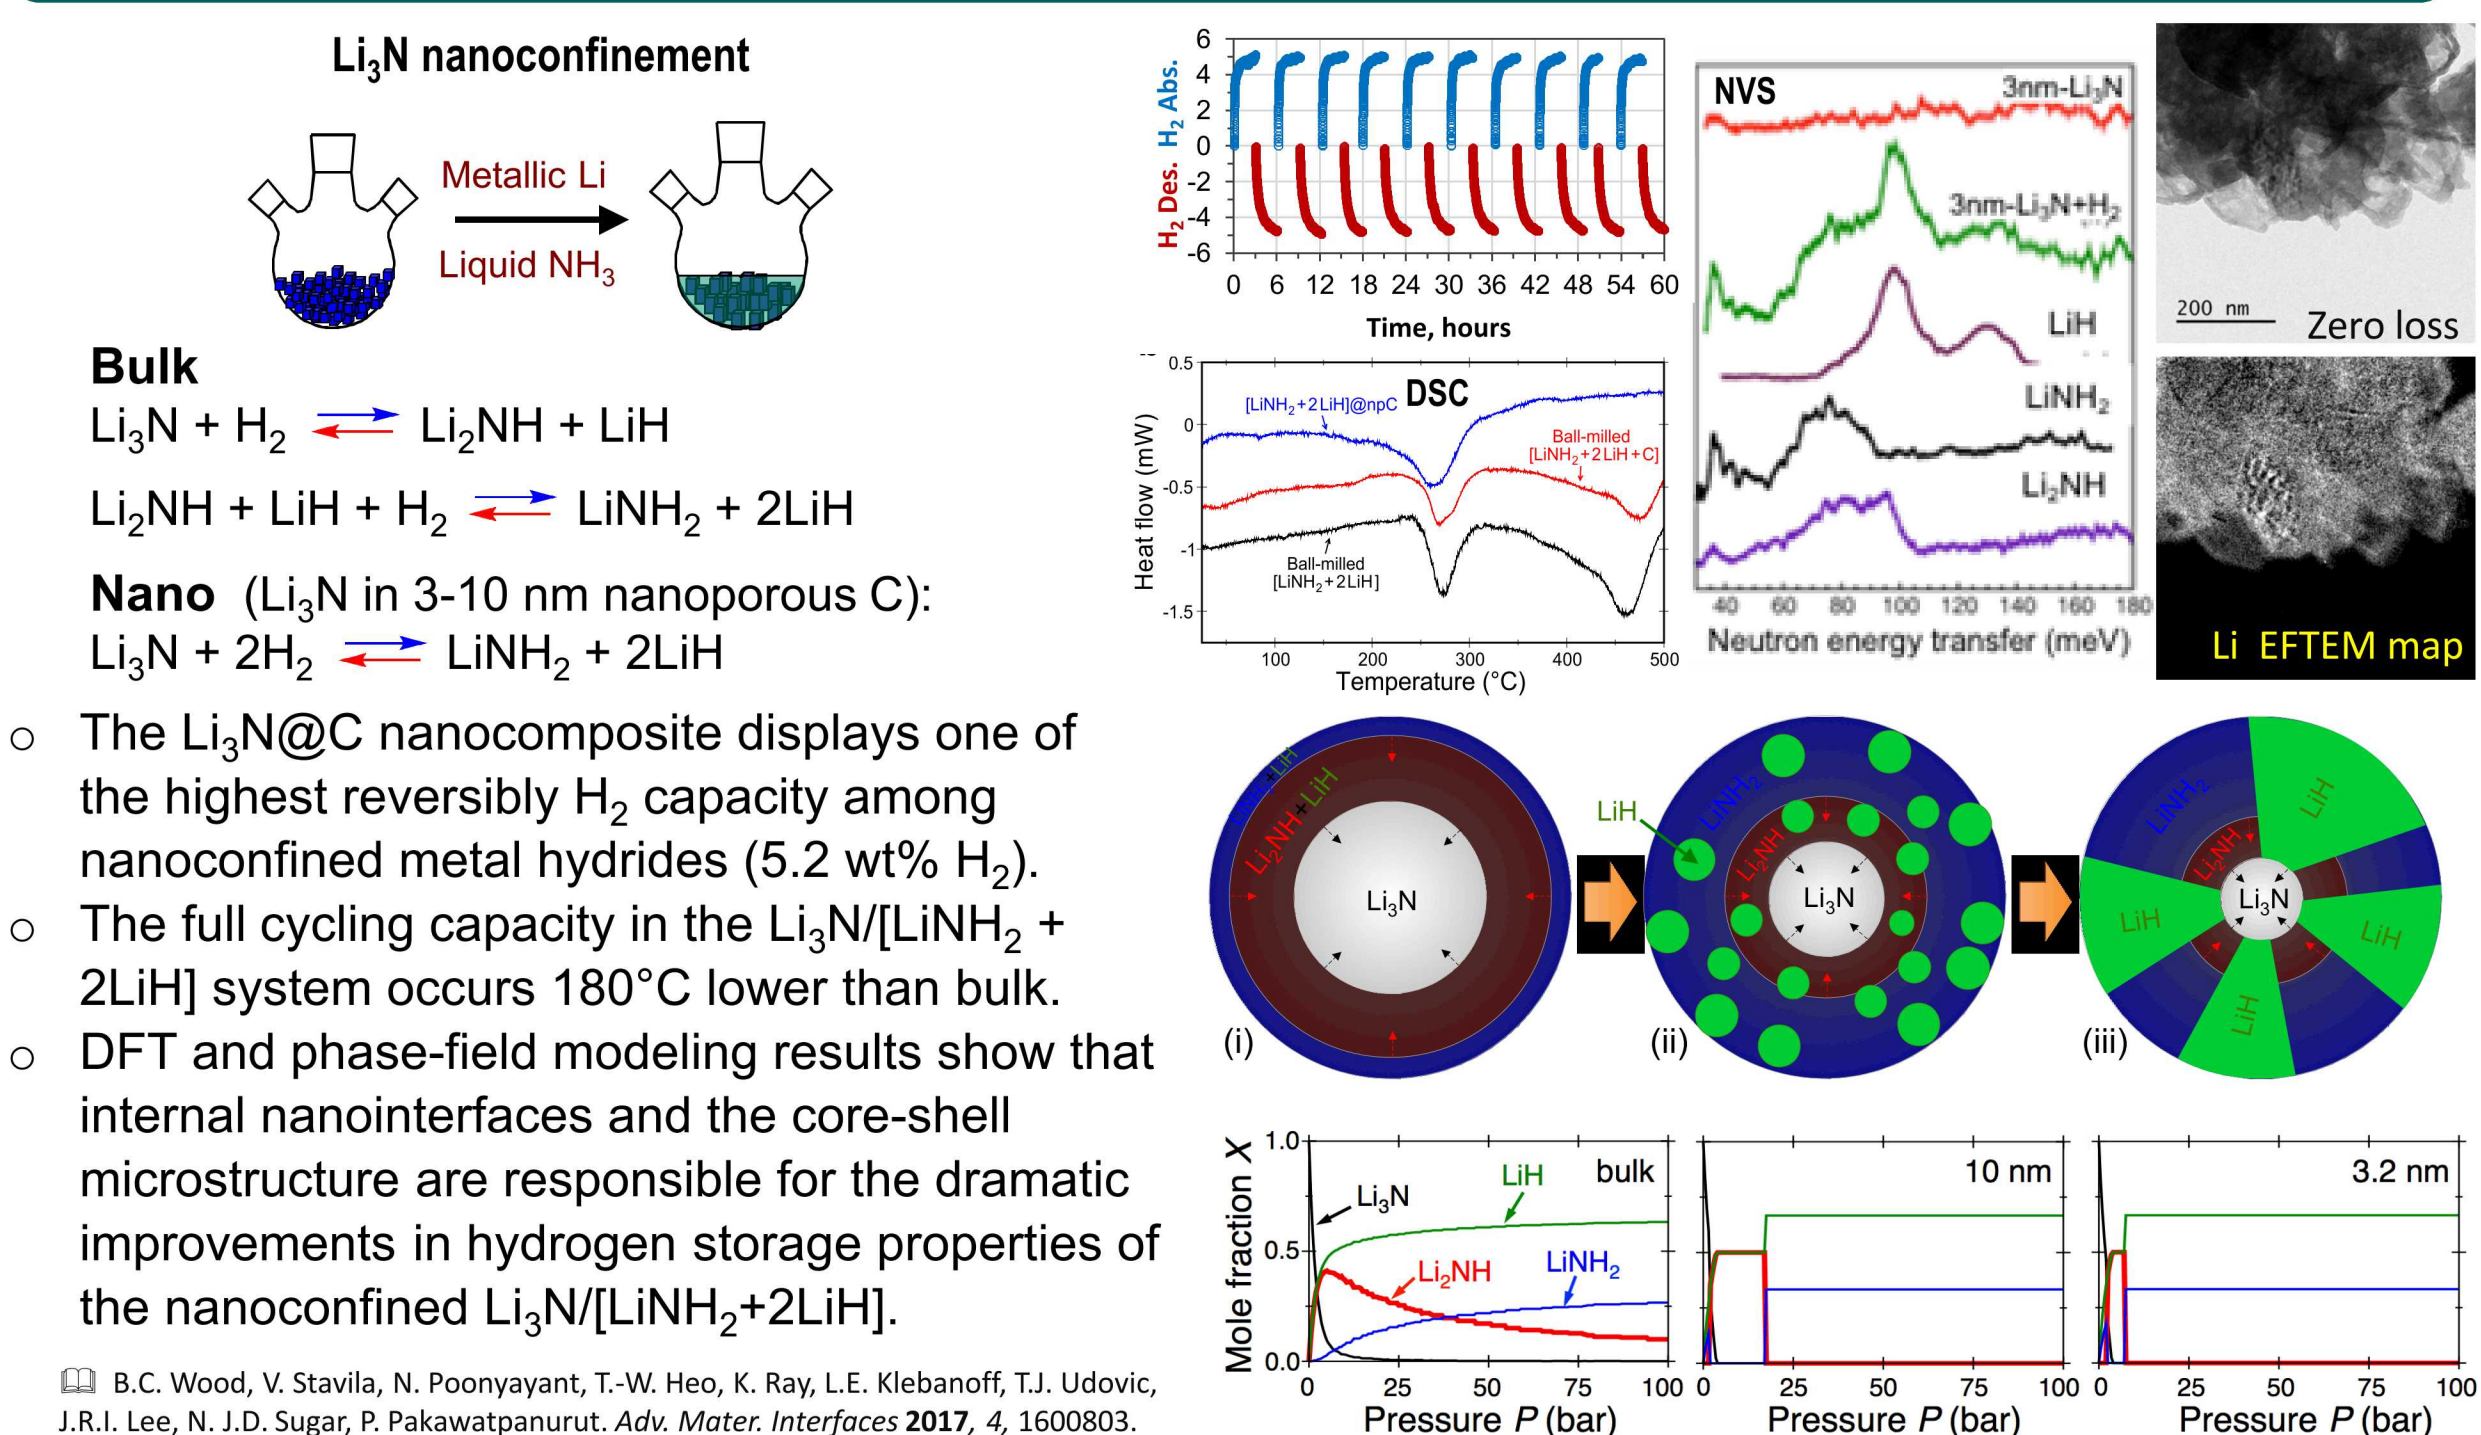 Li₃N nanoconfinement
Metallic Li
Liquid NH₃
Bulk
Li₃N + H₂ ⇄ Li₂NH + LiH
Li₂NH + LiH + H₂ ⇄ LiNH₂ + 2LiH
Nano (Li₃N in 3-10 nm nanoporous C):
Li₃N + 2H₂ ⇄ LiNH₂ + 2LiH
○ The Li₃N@C nanocomposite displays one of
the highest reversibly H₂ capacity among
nanoconfined metal hydrides (5.2 wt% H₂).
○ The full cycling capacity in the Li₃N/[LiNH₂ +
2LiH] system occurs 180°C lower than bulk.
○ DFT and phase-field modeling results show that
internal nanointerfaces and the core-shell
microstructure are responsible for the dramatic
improvements in hydrogen storage properties of
the nanoconfined Li₃N/[LiNH₂+2LiH].
B.C. Wood, V. Stavila, N. Poonyayant, T.-W. Heo, K. Ray, L.E. Klebanoff, T.J. Udovic,
J.R.I. Lee, N. J.D. Sugar, P. Pakawatpanurut. Adv. Mater. Interfaces 2017, 4, 1600803.
H₂ Des. H₂ Abs.
6
4
2
0
-2
-4
-6
0 6 12 18 24 30 36 42 48 54 60
Time, hours
DSC
Heat flow (mW)
0.5
0
-0.5
-1
-1.5
[LiNH₂+2LiH]@npC
Ball-milled
[LiNH₂+2LiH+C]
Ball-milled
[LiNH₂+2LiH]
100 200 300 400 500
Temperature (°C)
NVS
3nm-Li₃N
3nm-Li₃N+H₂
LiH
LiNH₂
Li₂NH
40 60 80 100 120 140 160 180
Neutron energy transfer (meV)
200 nm
Zero loss
Li EFTEM map
LiNH₂+LiH
Li₂NH+LiH
Li₃N
(i)
LiH
LiNH₂
Li₂NH
Li₃N
(ii)
LiNH₂
Li₂NH
Li₃N
LiH
LiH
LiH
LiH
(iii)
Mole fraction X
1.0
0.5
0.0
Li₃N
LiH
bulk
Li₂NH
LiNH₂
0 25 50 75 100
Pressure P (bar)
10 nm
0 25 50 75 100
Pressure P (bar)
3.2 nm
0 25 50 75 100
Pressure P (bar)